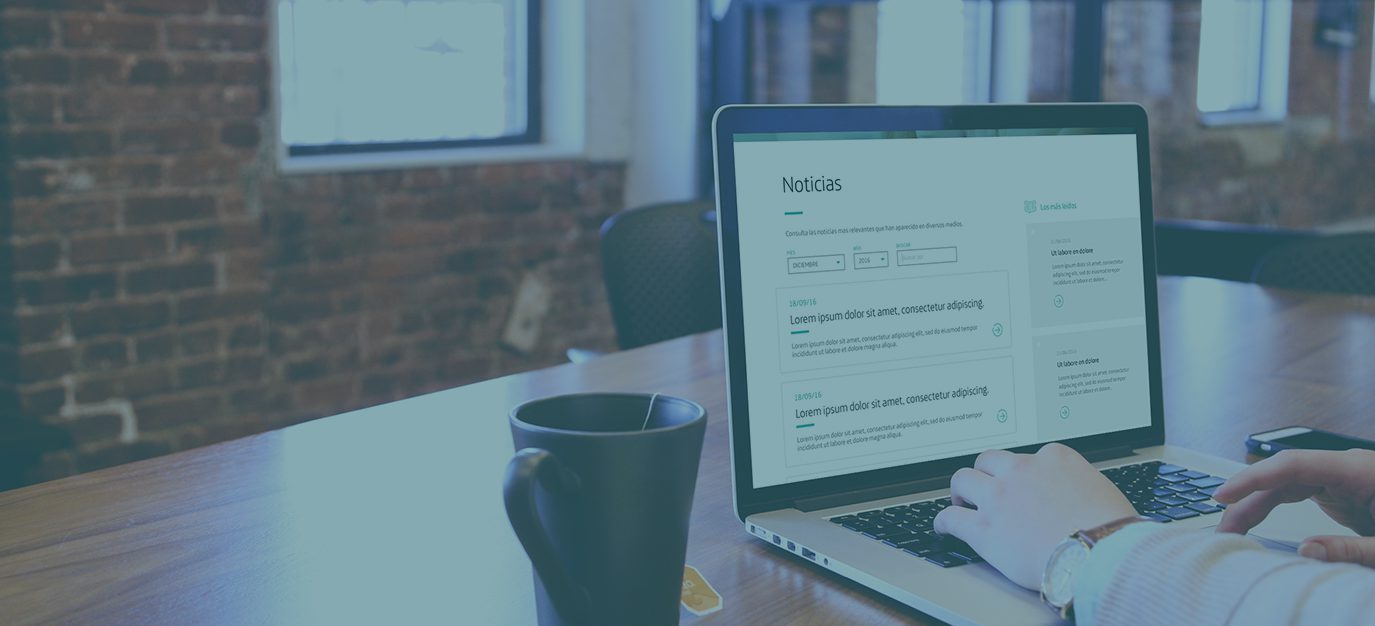 Noticias
Consulta las noticias mas relevantes que han aparecido en diversos medios.
MES
AÑO
BUSCAR
DICIEMBRE
2016
18/09/16
Lorem ipsum dolor sit amet, consectetur adipiscing.
Lorem ipsum dolor sit amet, consectetur adipiscing elit, sed do eiusmod tempor
incididunt ut labore et dolore magna aliqua.
18/09/16
Lorem ipsum dolor sit amet, consectetur adipiscing.
Lorem ipsum dolor sit amet, consectetur adipiscing elit, sed do eiusmod tempor
incididunt ut labore et dolore magna aliqua.
Los más leídos
Ut labore en dolore
Lorem ipsum dolor sit amet, consectetur
adipiscing elit, sed do eiusmod tempor
incididunt ut labore et dolore...
Ut labore en dolore
Lorem ipsum dolor sit amet, consectetur
adipiscing elit, sed do eiusmod tempor
incididunt ut labore et dolore...